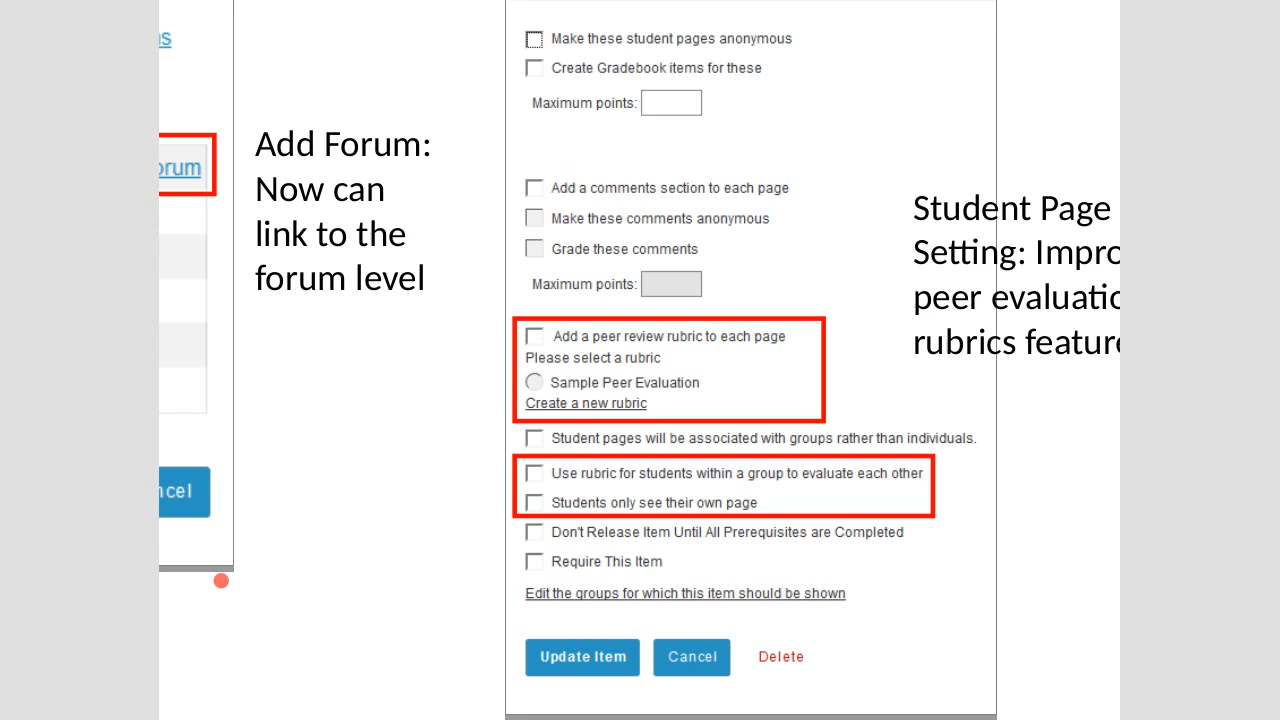 Add Forum:
Now can
link to the
forum level
Make these student pages anonymous
Create Gradebook items for these
Maximum points:
Add a comments section to each page
Make these comments anonymous
Grade these comments
Maximum points:
Add a peer review rubric to each page
Please select a rubric
Sample Peer Evaluation
Create a new rubric
Student pages will be associated with groups rather than individuals.
Use rubric for students within a group to evaluate each other
Students only see their own page
Don't Release Item Until All Prerequisites are Completed
Require This Item
Edit the groups for which this item should be shown
Update Item Cancel Delete
Student Page
Setting:
peer
rubrics